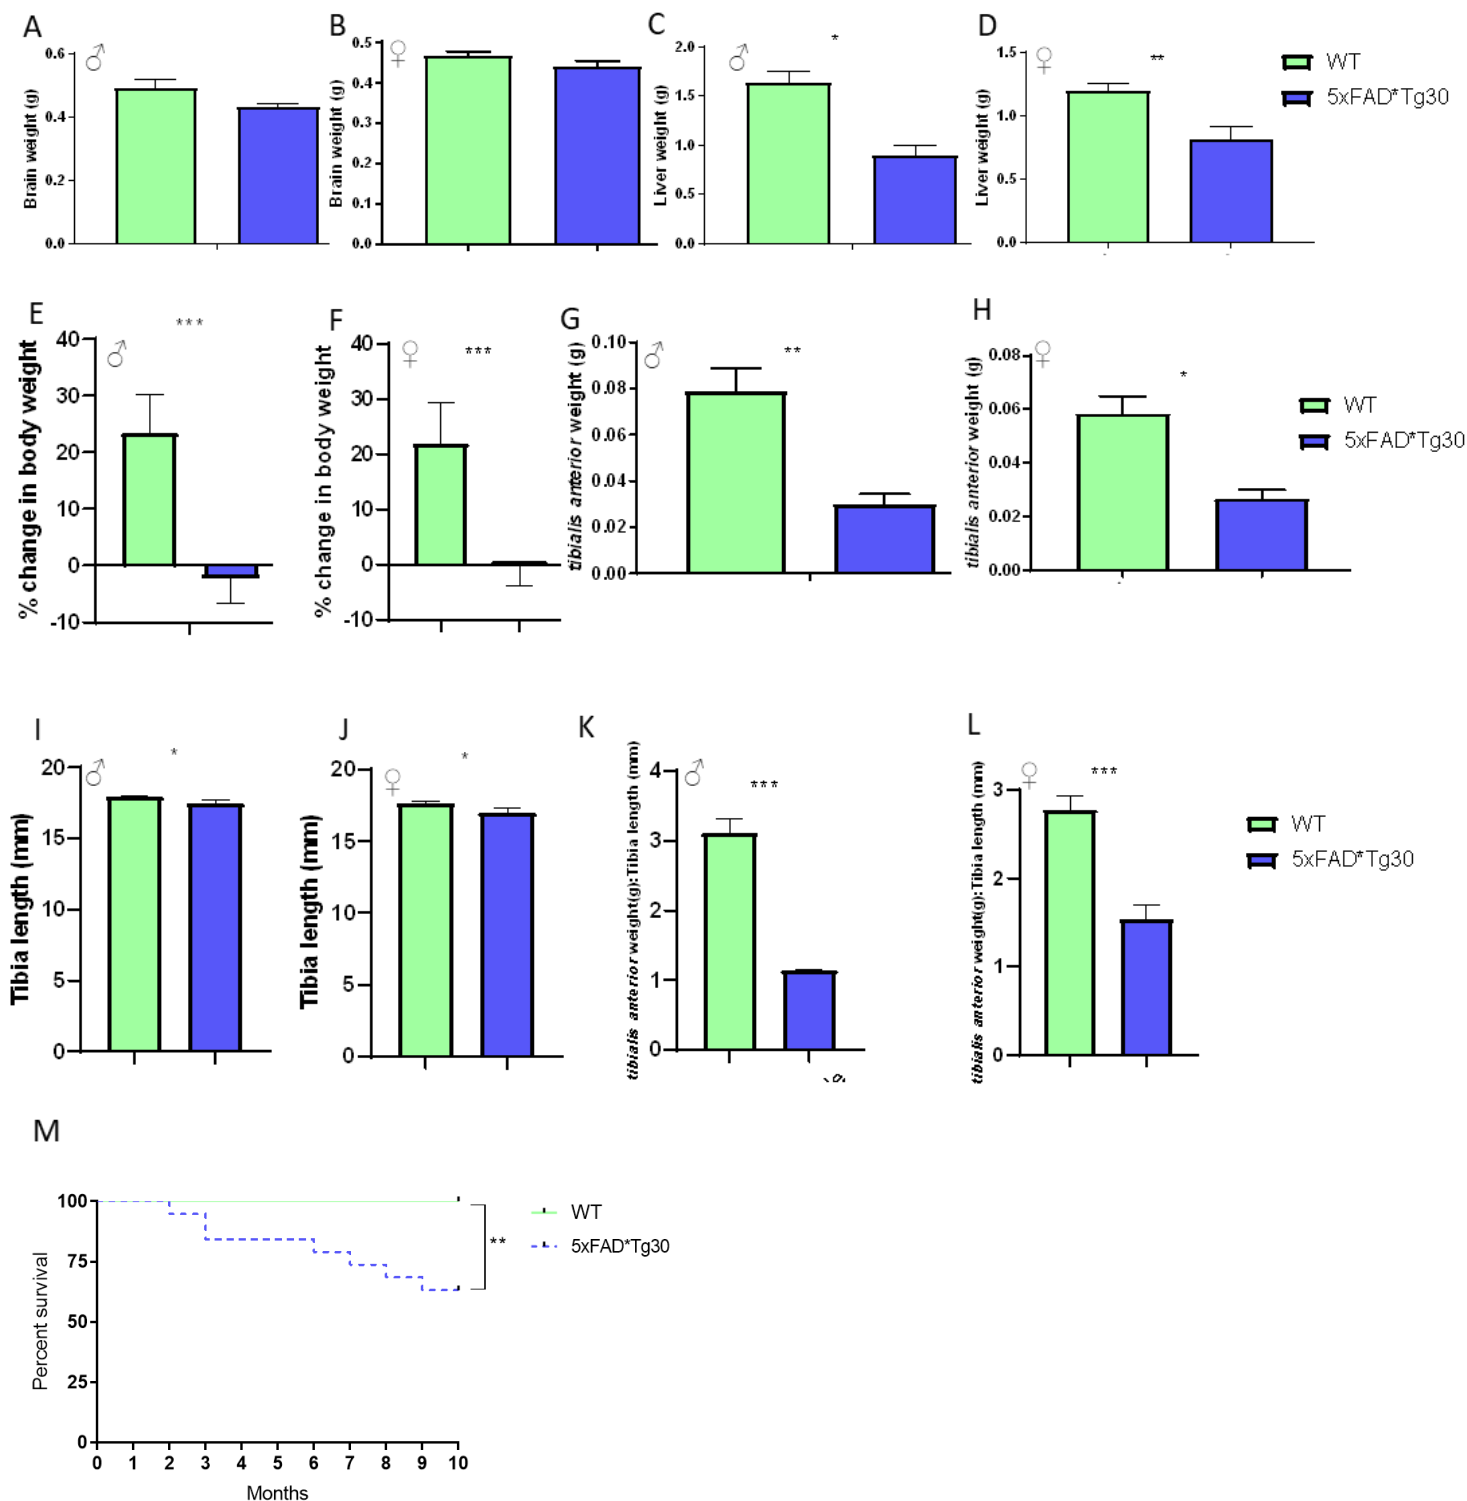 A
B
C
D
♂
♀
♂ *
♀ **
WT
5xFAD*Tg30
Brain weight (g)
0.6
0.4
0.2
0.0
Brain weight (g)
0.5
0.4
0.3
0.2
0.1
0.0
Liver weight (g)
2.0
1.5
1.0
0.5
0.0
Liver weight (g)
1.5
1.0
0.5
0.0
E
F
G
H
♂ ***
♀ ***
♂ **
♀ *
WT
5xFAD*Tg30
% change in body weight
40
30
20
10
0
-10
% change in body weight
40
30
20
10
0
-10
tibialis anterior weight (g)
0.10
0.08
0.06
0.04
0.02
0.00
tibialis anterior weight (g)
0.08
0.06
0.04
0.02
0.00
I
J
K
L
♂ *
♀ *
♂ ***
♀ ***
WT
5xFAD*Tg30
Tibia length (mm)
20
15
10
5
0
Tibia length (mm)
20
15
10
5
0
tibialis anterior weight(g):Tibia length (mm)
4
3
2
1
0
tibialis anterior weight(g):Tibia length (mm)
3
2
1
0
M
Percent survival
100
75
50
25
0
0 1 2 3 4 5 6 7 8 9 10
Months
**
WT
5xFAD*Tg30